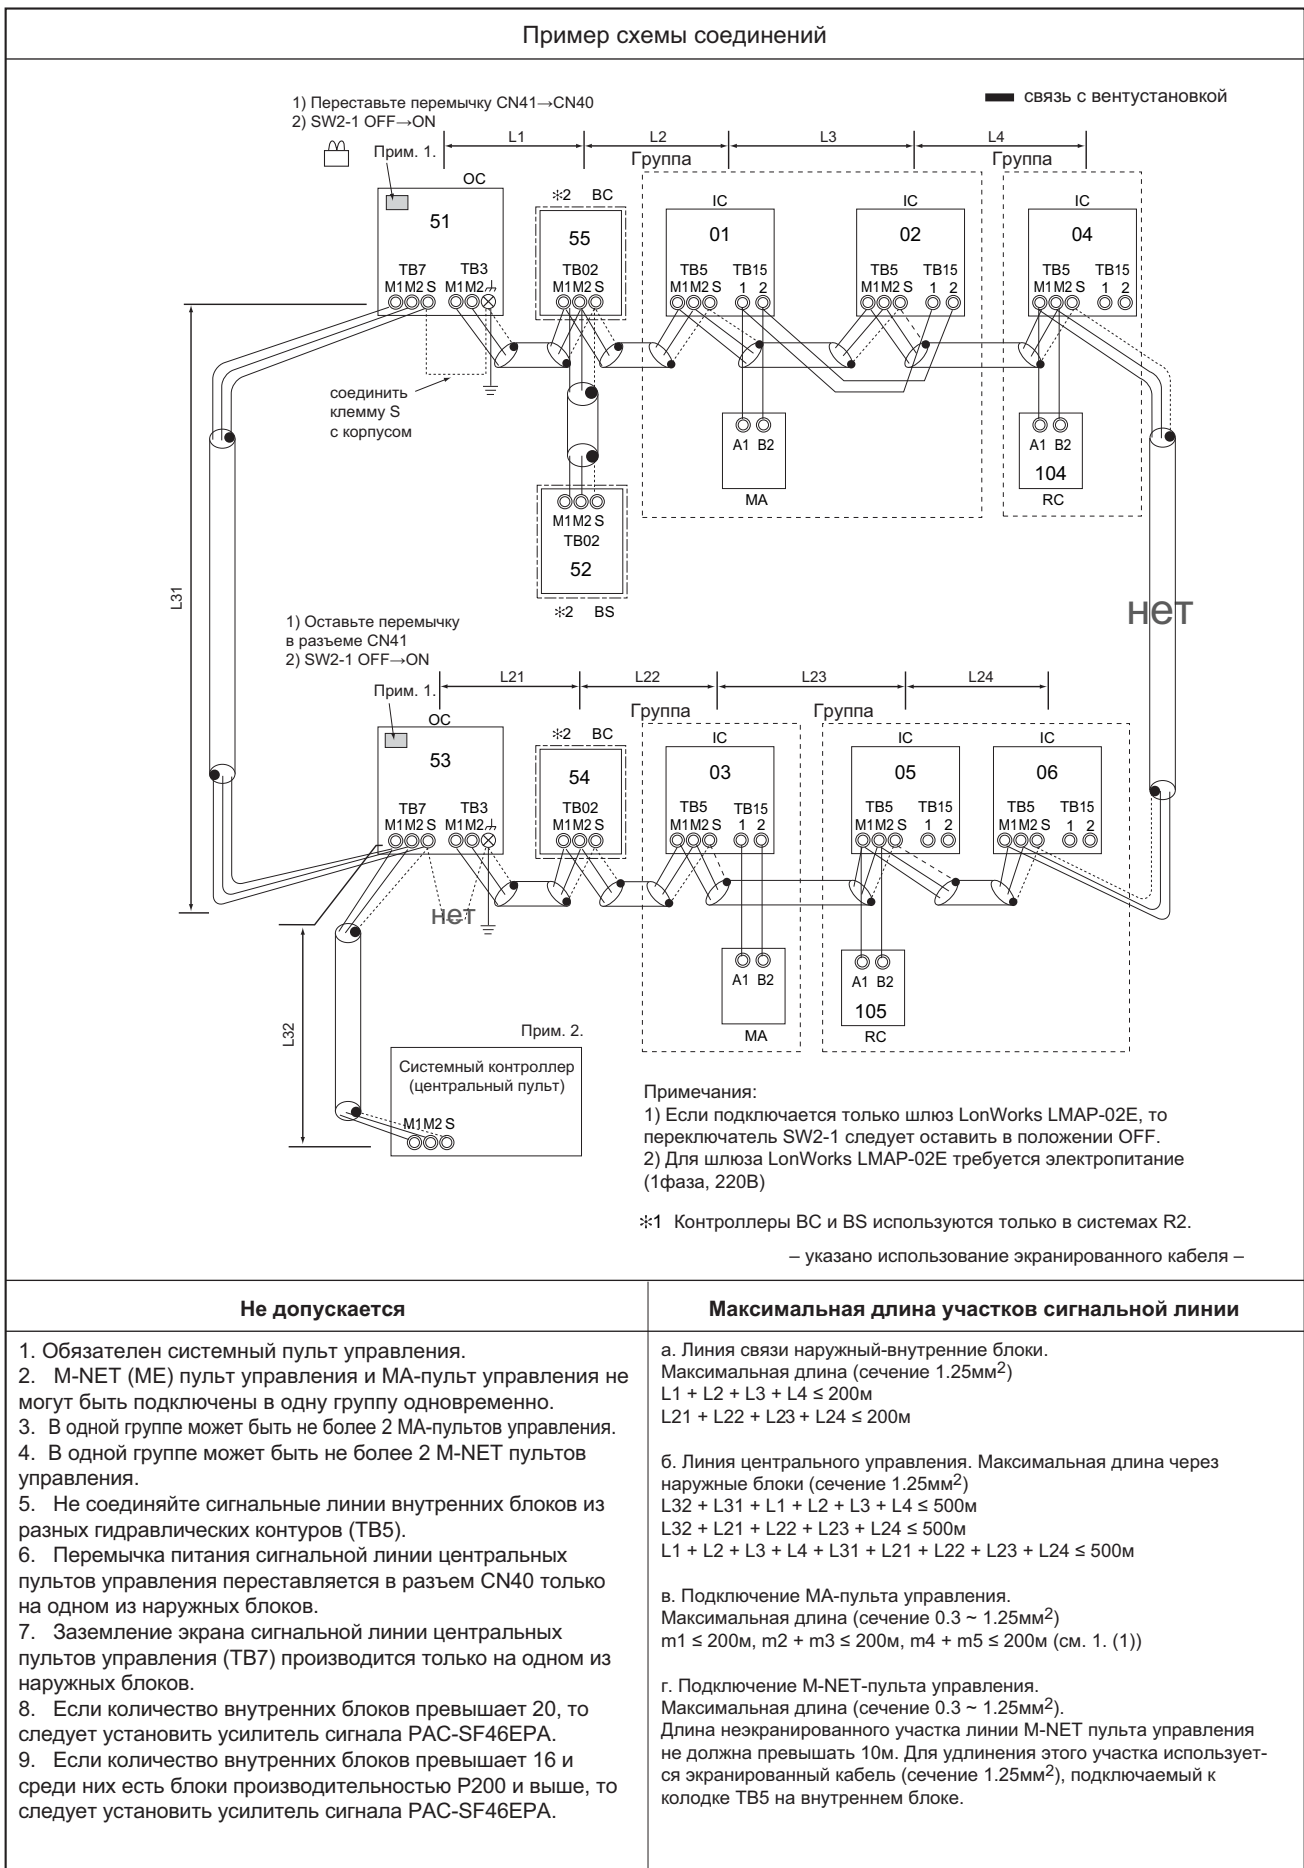 Пример схемы соединений
1) Переставьте перемычку CN41→CN40
2) SW2-1 OFF→ON
связь с вентустановкой
Прим. 1.
L1
L2
L3
L4
Группа
Группа
OC
✻2 BC
IC
IC
IC
51
55
01
02
04
TB7
TB3
TB02
TB5
TB15
TB5
TB15
TB5
TB15
M1M2 S
M1M2
M1M2 S
M1M2 S
1 2
M1M2 S
1 2
M1M2 S
1 2
соединить
клемму S
с корпусом
A1 B2
MA
A1 B2
104
RC
M1M2 S
TB02
52
✻2 BS
L31
нет
1) Оставьте перемычку
в разъеме CN41
2) SW2-1 OFF→ON
Прим. 1.
L21
L22
L23
L24
Группа
Группа
OC
✻2 BC
IC
IC
IC
53
54
03
05
06
TB7
TB3
TB02
TB5
TB15
TB5
TB15
TB5
TB15
M1M2 S
M1M2
M1M2 S
M1M2 S
1 2
M1M2 S
1 2
M1M2 S
1 2
нет
A1 B2
MA
A1 B2
105
RC
L32
Прим. 2.
Системный контроллер
(центральный пульт)
M1M2 S
Примечания:
1) Если подключается только шлюз LonWorks LMAP-02E, то
переключатель SW2-1 следует оставить в положении OFF.
2) Для шлюза LonWorks LMAP-02E требуется электропитание
(1фаза, 220В)
✻1 Контроллеры BC и BS используются только в системах R2.
– указано использование экранированного кабеля –
Не допускается
1. Обязателен системный пульт управления.
2. M-NET (ME) пульт управления и МА-пульт управления не
могут быть подключены в одну группу одновременно.
3. В одной группе может быть не более 2 МА-пультов управления.
4. В одной группе может быть не более 2 M-NET пультов
управления.
5. Не соединяйте сигнальные линии внутренних блоков из
разных гидравлических контуров (TB5).
6. Перемычка питания сигнальной линии центральных
пультов управления переставляется в разъем CN40 только
на одном из наружных блоков.
7. Заземление экрана сигнальной линии центральных
пультов управления (TB7) производится только на одном из
наружных блоков.
8. Если количество внутренних блоков превышает 20, то
следует установить усилитель сигнала PAC-SF46EPA.
9. Если количество внутренних блоков превышает 16 и
среди них есть блоки производительностью P200 и выше, то
следует установить усилитель сигнала PAC-SF46EPA.
Максимальная длина участков сигнальной линии
а. Линия связи наружный-внутренние блоки.
Максимальная длина (сечение 1.25мм²)
L1 + L2 + L3 + L4 ≤ 200м
L21 + L22 + L23 + L24 ≤ 200м
б. Линия центрального управления. Максимальная длина через
наружные блоки (сечение 1.25мм²)
L32 + L31 + L1 + L2 + L3 + L4 ≤ 500м
L32 + L21 + L22 + L23 + L24 ≤ 500м
L1 + L2 + L3 + L4 + L31 + L21 + L22 + L23 + L24 ≤ 500м
в. Подключение МА-пульта управления.
Максимальная длина (сечение 0.3 ~ 1.25мм²)
m1 ≤ 200м, m2 + m3 ≤ 200м, m4 + m5 ≤ 200м (см. 1. (1))
г. Подключение M-NET-пульта управления.
Максимальная длина (сечение 0.3 ~ 1.25мм²).
Длина неэкранированного участка линии M-NET пульта управления
не должна превышать 10м. Для удлинения этого участка использует-
ся экранированный кабель (сечение 1.25мм²), подключаемый к
колодке TB5 на внутреннем блоке.